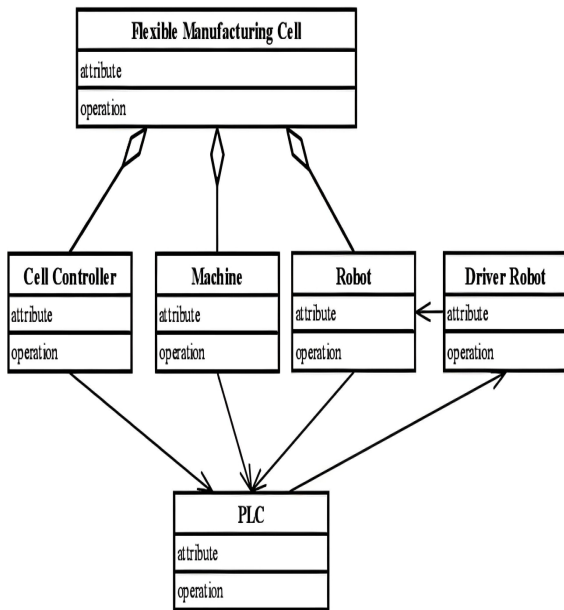 Flexible Manufacturing Cell
attribute
operation
Cell Controller
attribute
operation
Machine
attribute
operation
Robot
attribute
operation
Driver Robot
attribute
operation
PLC
attribute
operation